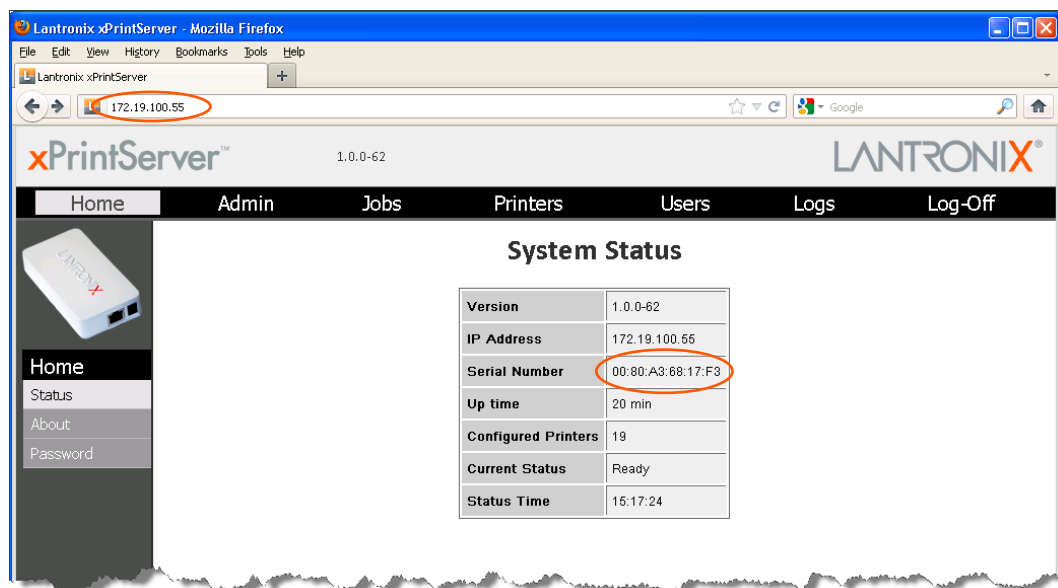 Lantronix xPrintServer - Mozilla Firefox
File Edit View History Bookmarks Tools Help
Lantronix xPrintServer +
172.19.100.55 Google
xPrintServer™ 1.0.0-62 LANTRONIX®
Home Admin Jobs Printers Users Logs Log-Off
LANTRONIX
System Status
Version 1.0.0-62
IP Address 172.19.100.55
Home
Serial Number 00:80:A3:68:17:F3
Status
Up time 20 min
About
Configured Printers 19
Password
Current Status Ready
Status Time 15:17:24